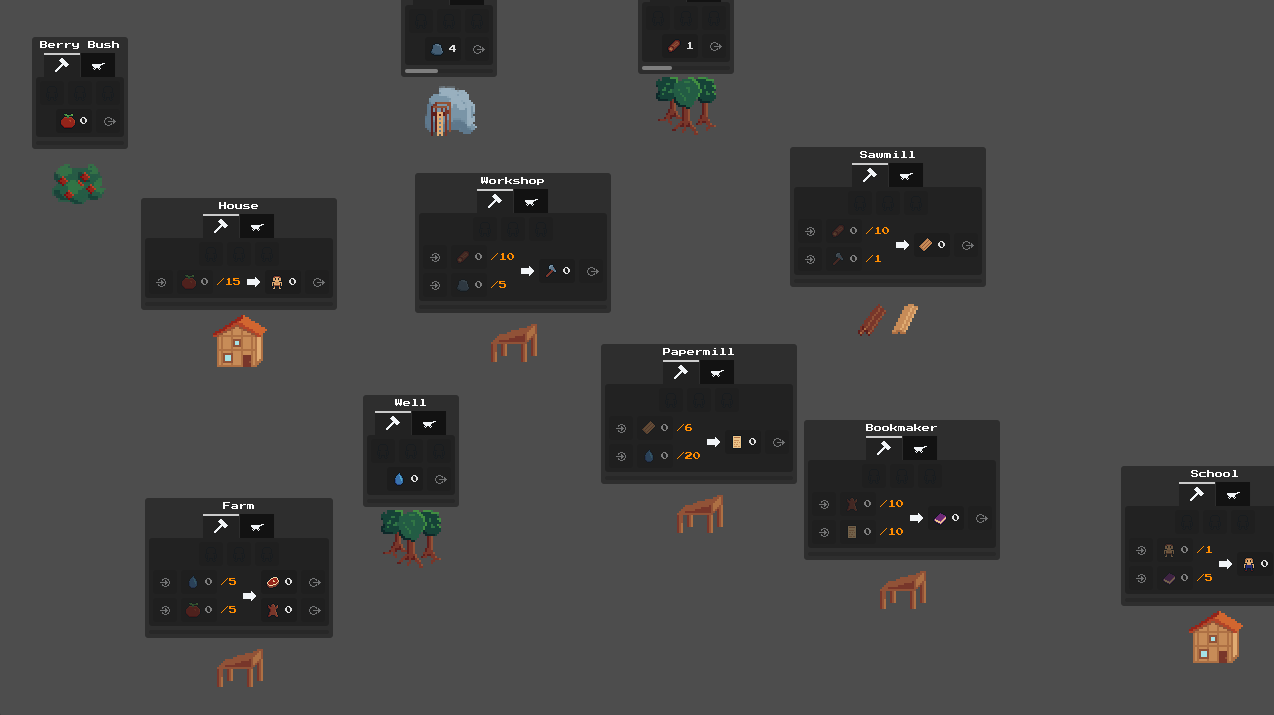 Berry Bush
0
4
1
House
0 /15 0
Workshop
0 /10
0
0 /5
Sawmill
0 /10
0
0 /1
Well
0
Papermill
0 /6
0
0 /20
Bookmaker
0 /10
0
0 /10
School
0 /1
0
0 /5
Farm
0 /5 0
0 /5 0